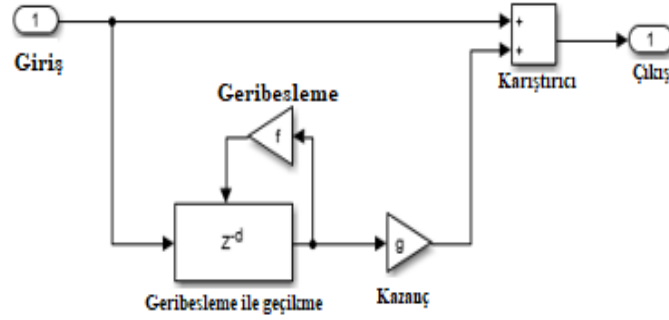 1
Giriş
+
+
Karıştırıcı
1
Çıkış
Geribesleme
f
z-d
Geribesleme ile geçikme
g
Kazanç